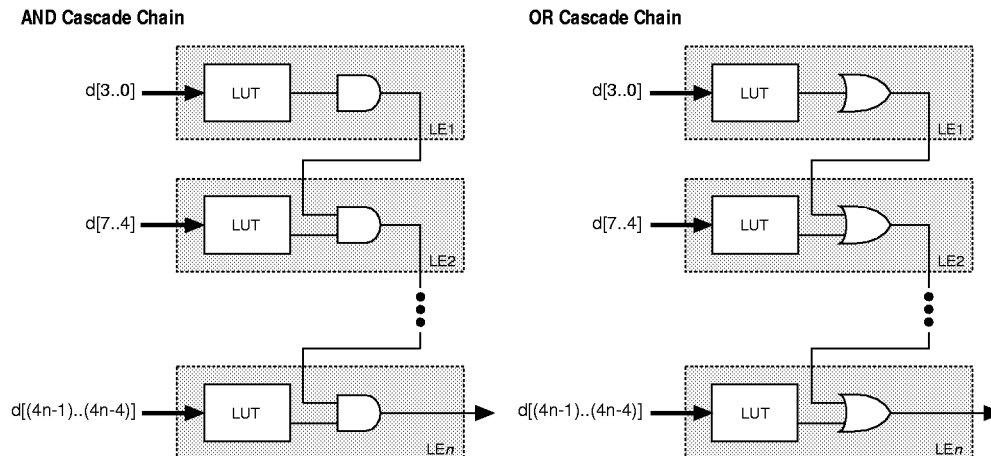 AND Cascade Chain
d[3..0]
LUT
LE1
d[7..4]
LUT
LE2
d[(4n-1)..(4n-4)]
LUT
LEn
OR Cascade Chain
d[3..0]
LUT
LE1
d[7..4]
LUT
LE2
d[(4n-1)..(4n-4)]
LUT
LEn